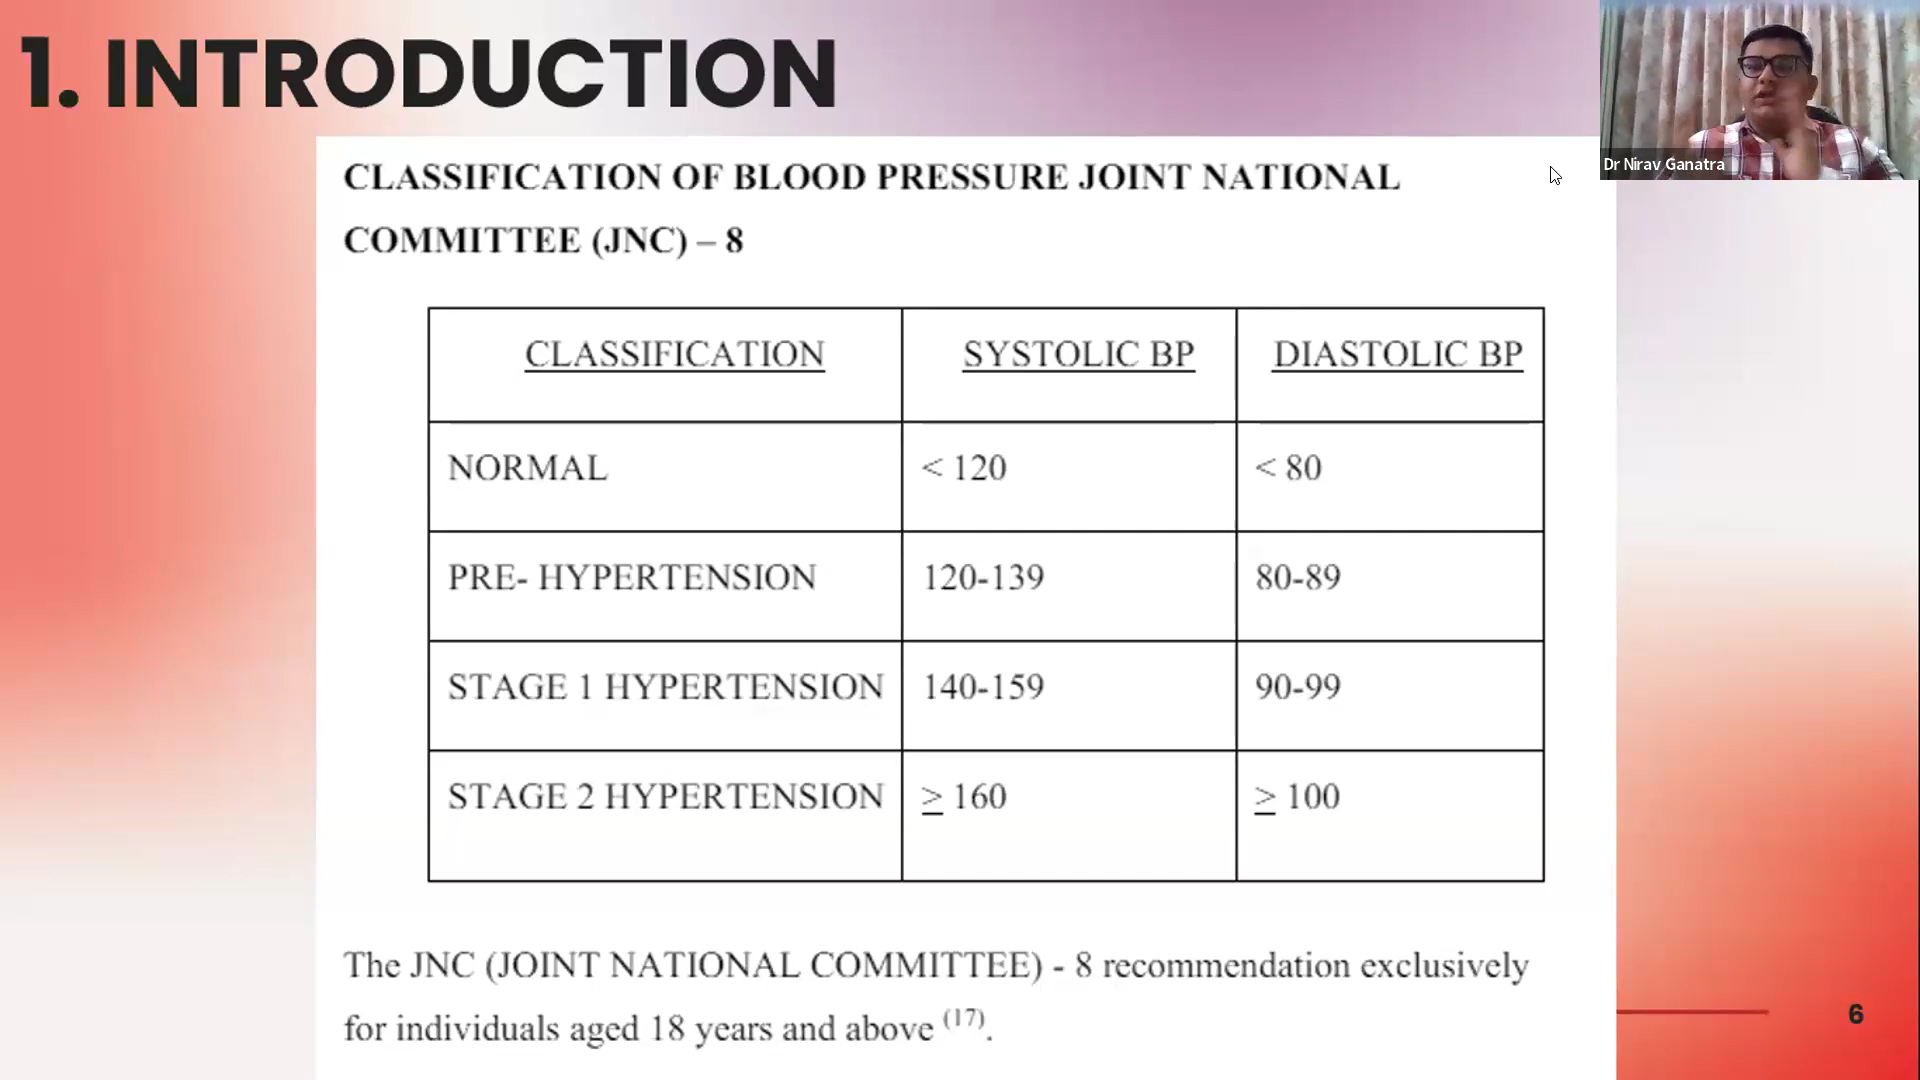 1. INTRODUCTION
Dr Nirav Ganatra
CLASSIFICATION OF BLOOD PRESSURE JOINT NATIONAL
COMMITTEE (JNC) – 8
CLASSIFICATION SYSTOLIC BP DIASTOLIC BP
NORMAL < 120 < 80
PRE- HYPERTENSION 120-139 80-89
STAGE 1 HYPERTENSION 140-159 90-99
STAGE 2 HYPERTENSION ≥ 160 ≥ 100
The JNC (JOINT NATIONAL COMMITTEE) - 8 recommendation exclusively
for individuals aged 18 years and above (17).
6